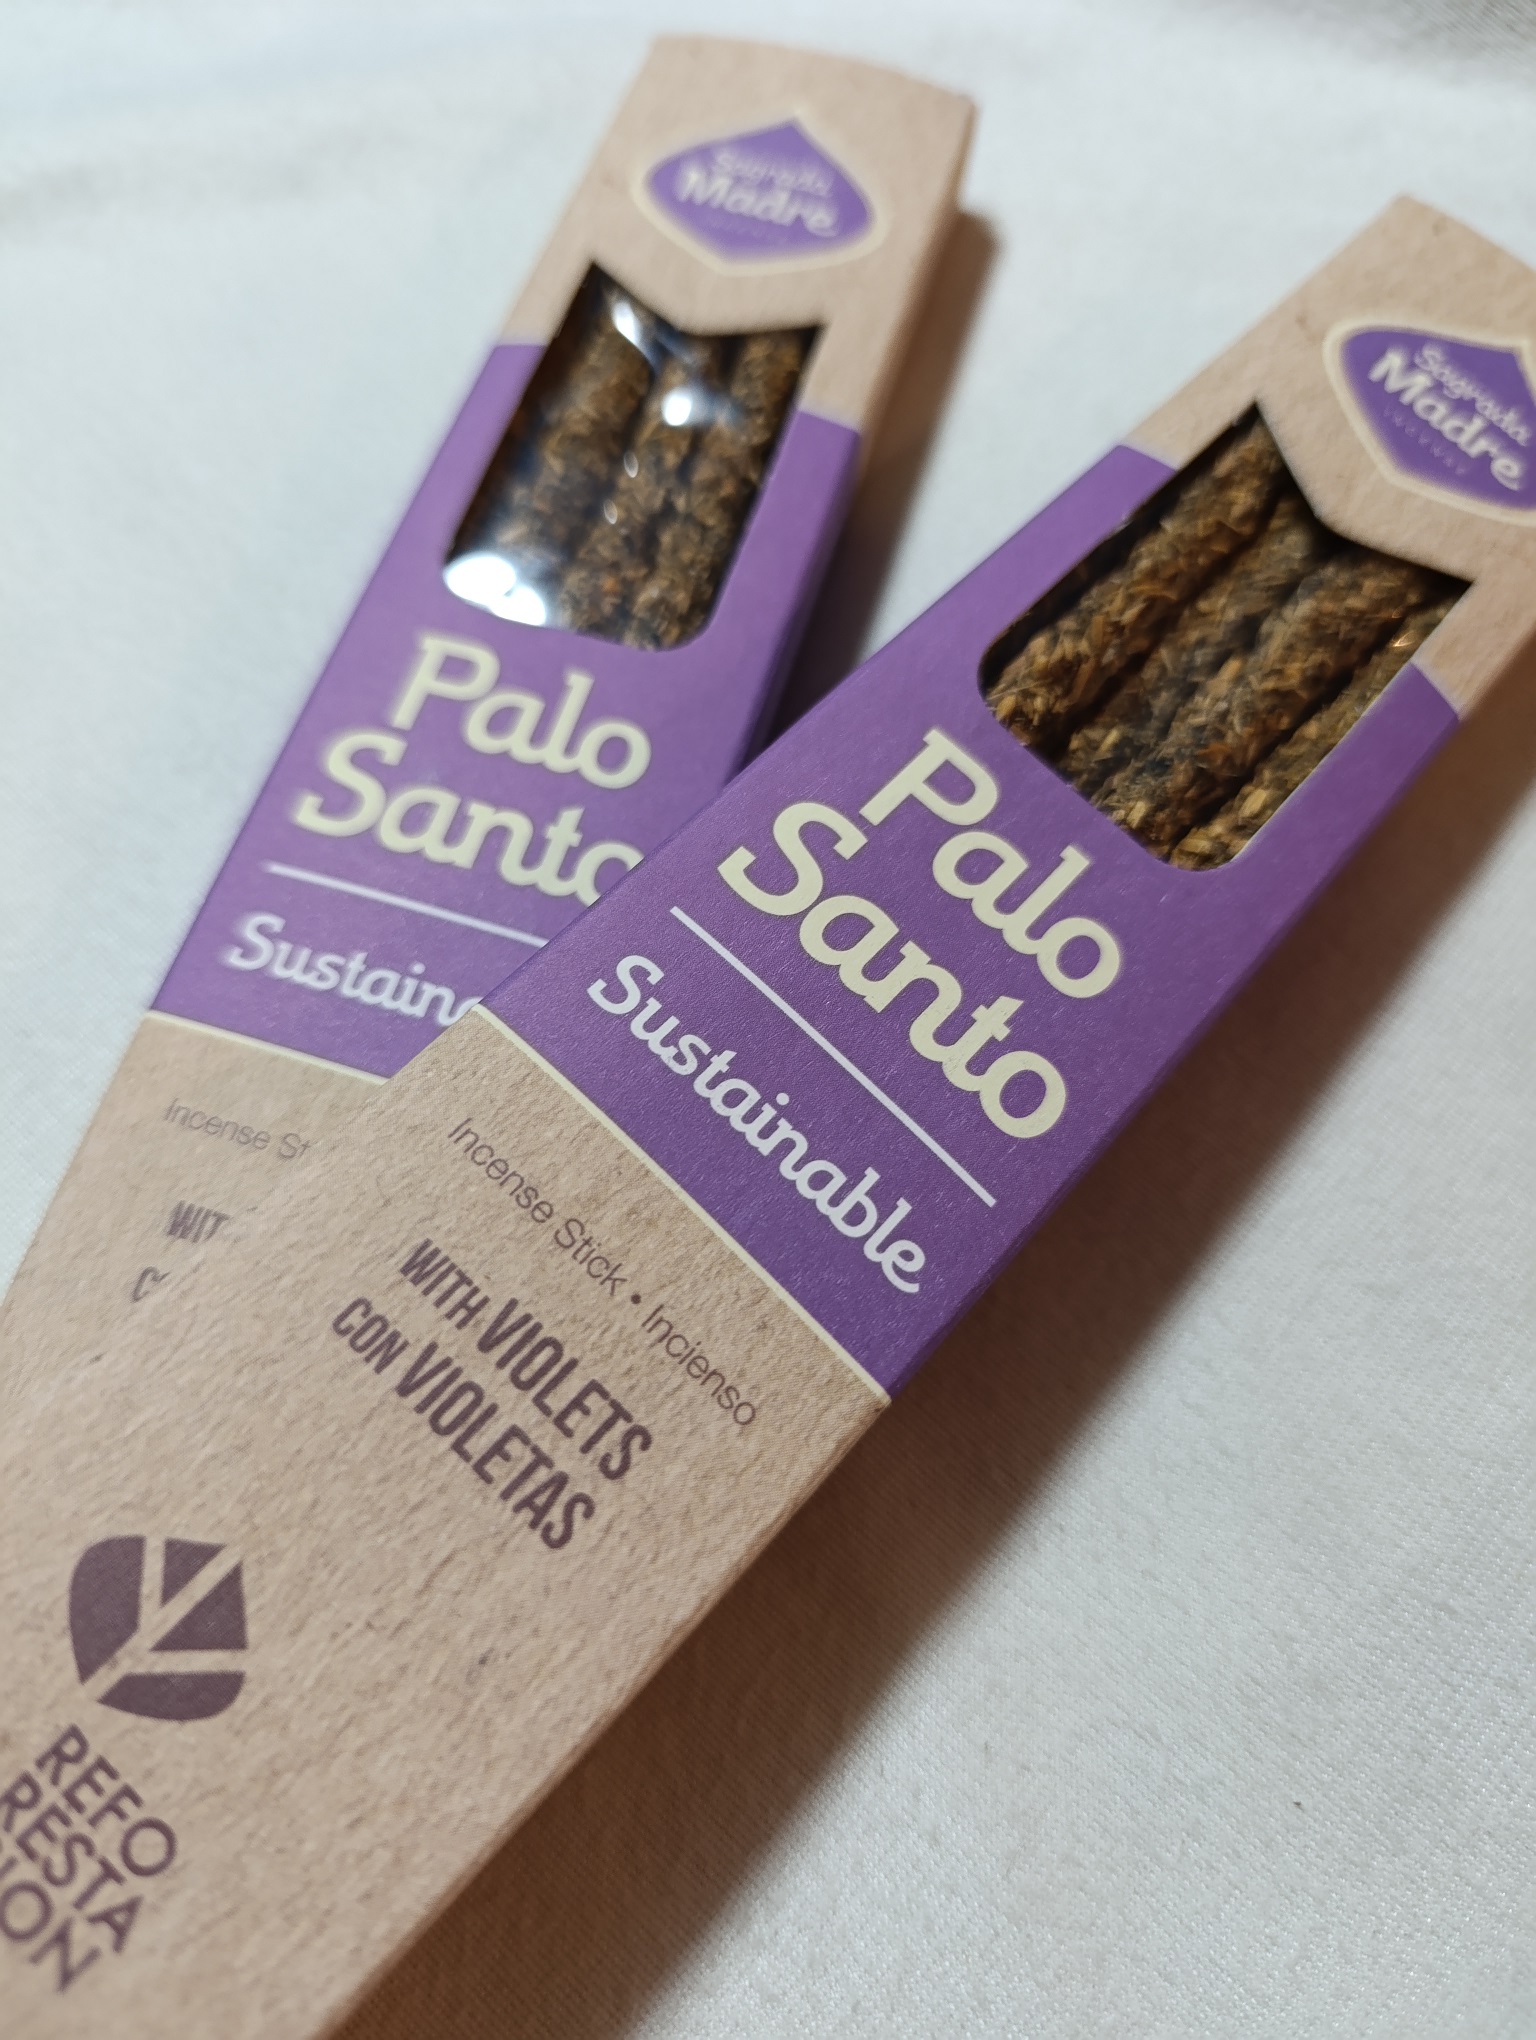 Sagrada
Madre
Palo
Santo
Sustaina
Incense St
WIT
Sagrada
Madre
INCENSE
Palo
Santo
Sustainable
Incense Stick • Incienso
WITH VIOLETS
CON VIOLETAS
REFO
RESTA
ION